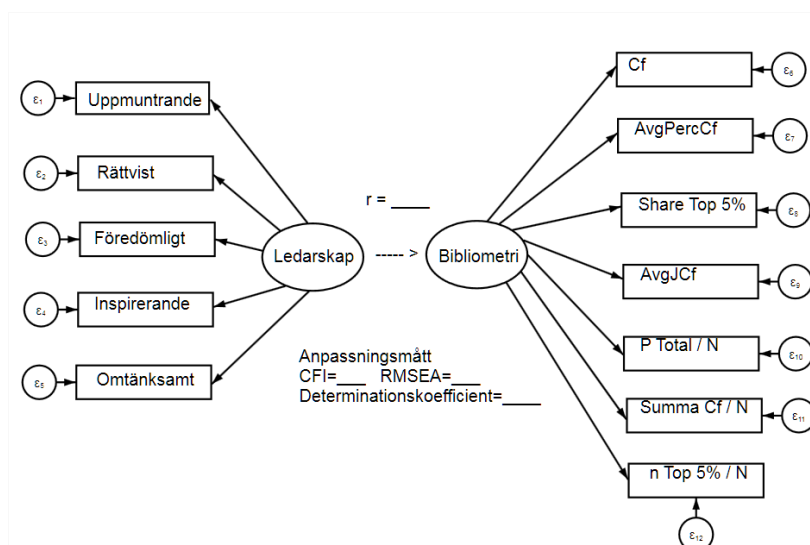 ε1
Uppmuntrande
ε2
Rättvist
ε3
Föredömligt
ε4
Inspirerande
ε5
Omtänksamt
Ledarskap
r = ____
----- >
Bibliometri
Anpassningsmått
CFI=___ RMSEA=___
Determinationskoefficient=____
Cf
ε6
AvgPercCf
ε7
Share Top 5%
ε8
AvgJCf
ε9
P Total / N
ε10
Summa Cf / N
ε11
n Top 5% / N
ε12